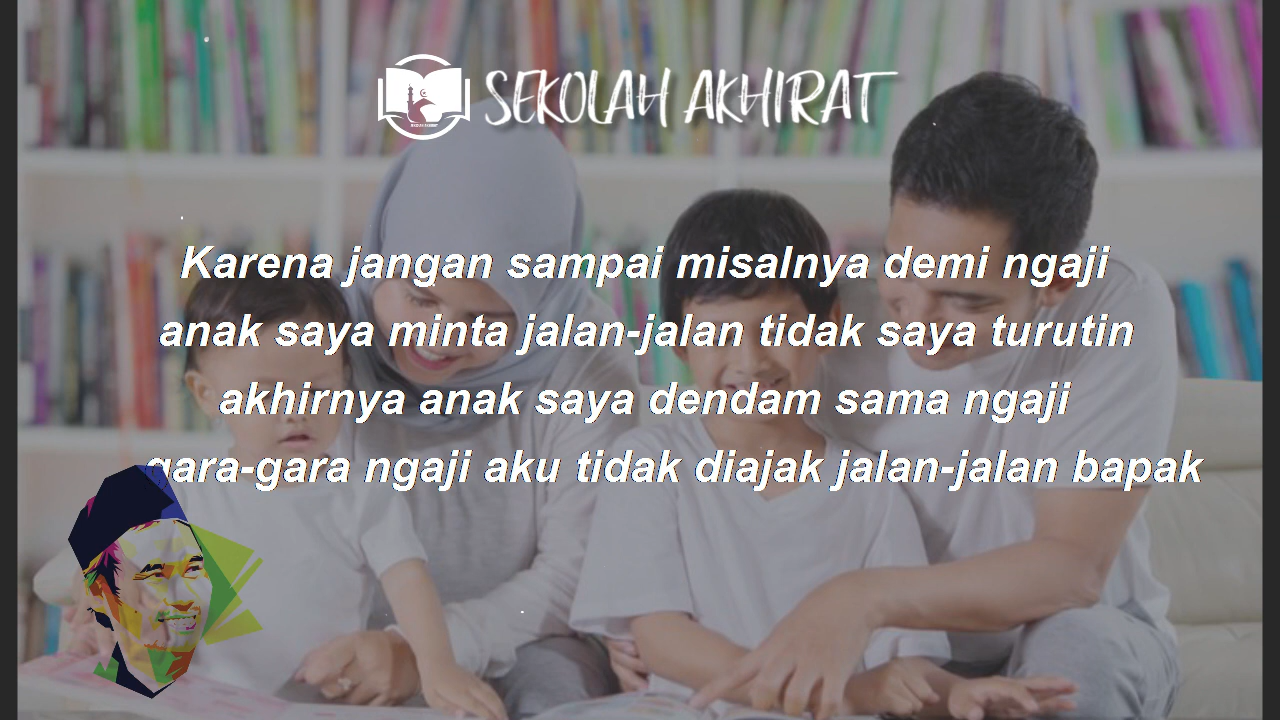 SEKOLAH AKHIRAT
Karena jangan sampai misalnya demi ngaji
anak saya minta jalan-jalan tidak saya turutin
akhirnya anak saya dendam sama ngaji
gara-gara ngaji aku tidak diajak jalan-jalan bapak